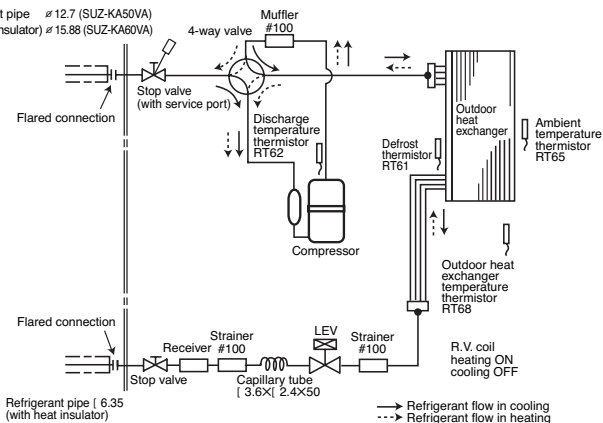 t pipe ⌀ 12.7 (SUZ-KA50VA)
insulator) ⌀ 15.88 (SUZ-KA60VA)
4-way valve
Muffler
#100
Stop valve
(with service port)
Flared connection
Discharge
temperature
thermistor
RT62
Compressor
Outdoor
heat
exchanger
Defrost
thermistor
RT61
Ambient
temperature
thermistor
RT65
Outdoor heat
exchanger
temperature
thermistor
RT68
Flared connection
Stop valve
Receiver
Strainer
#100
Capillary tube
[ 3.6×[ 2.4×50
LEV
Strainer
#100
R.V. coil
heating ON
cooling OFF
Refrigerant pipe [ 6.35
(with heat insulator)
Refrigerant flow in cooling
Refrigerant flow in heating